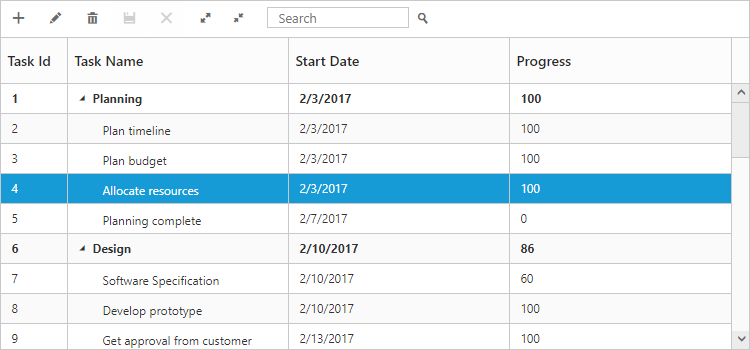 Search
Task Id Task Name Start Date Progress
1 Planning 2/3/2017 100
2 Plan timeline 2/3/2017 100
3 Plan budget 2/3/2017 100
4 Allocate resources 2/3/2017 100
5 Planning complete 2/7/2017 0
6 Design 2/10/2017 86
7 Software Specification 2/10/2017 60
8 Develop prototype 2/10/2017 100
9 Get approval from customer 2/13/2017 100